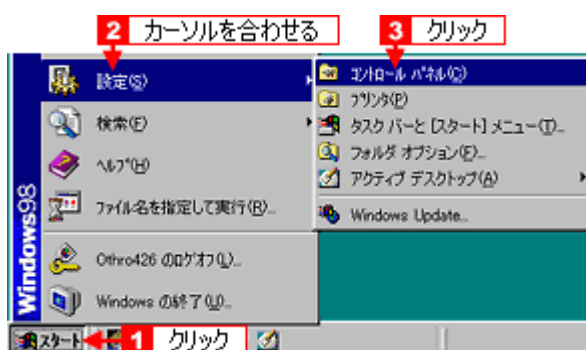 2 カーソルを合わせる
3 クリック
設定(S)
検索(F)
ヘルプ(H)
ファイル名を指定して実行(R)...
Othro426 のログオフ(L)...
Windows の終了(U)...
Windows98
コントロール パネル(C)
プリンタ(P)
タスク バーと [スタート] メニュー(T)...
フォルダ オプション(F)...
アクティブ デスクトップ(A)
Windows Update...
スタート
1 クリック